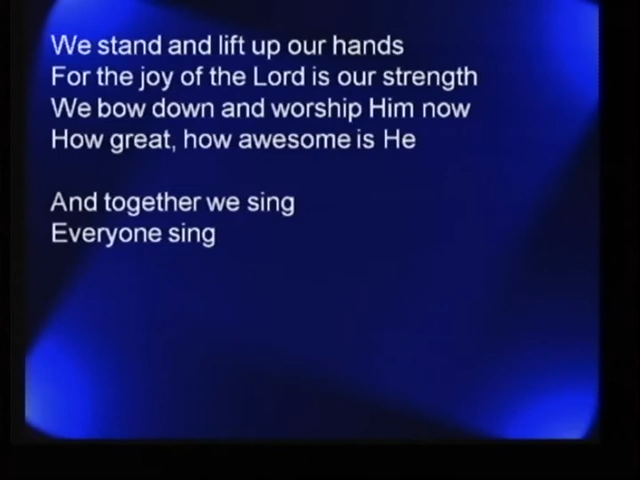 We stand and lift up our hands
For the joy of the Lord is our strength
We bow down and worship Him now
How great, how awesome is He
And together we sing
Everyone sing